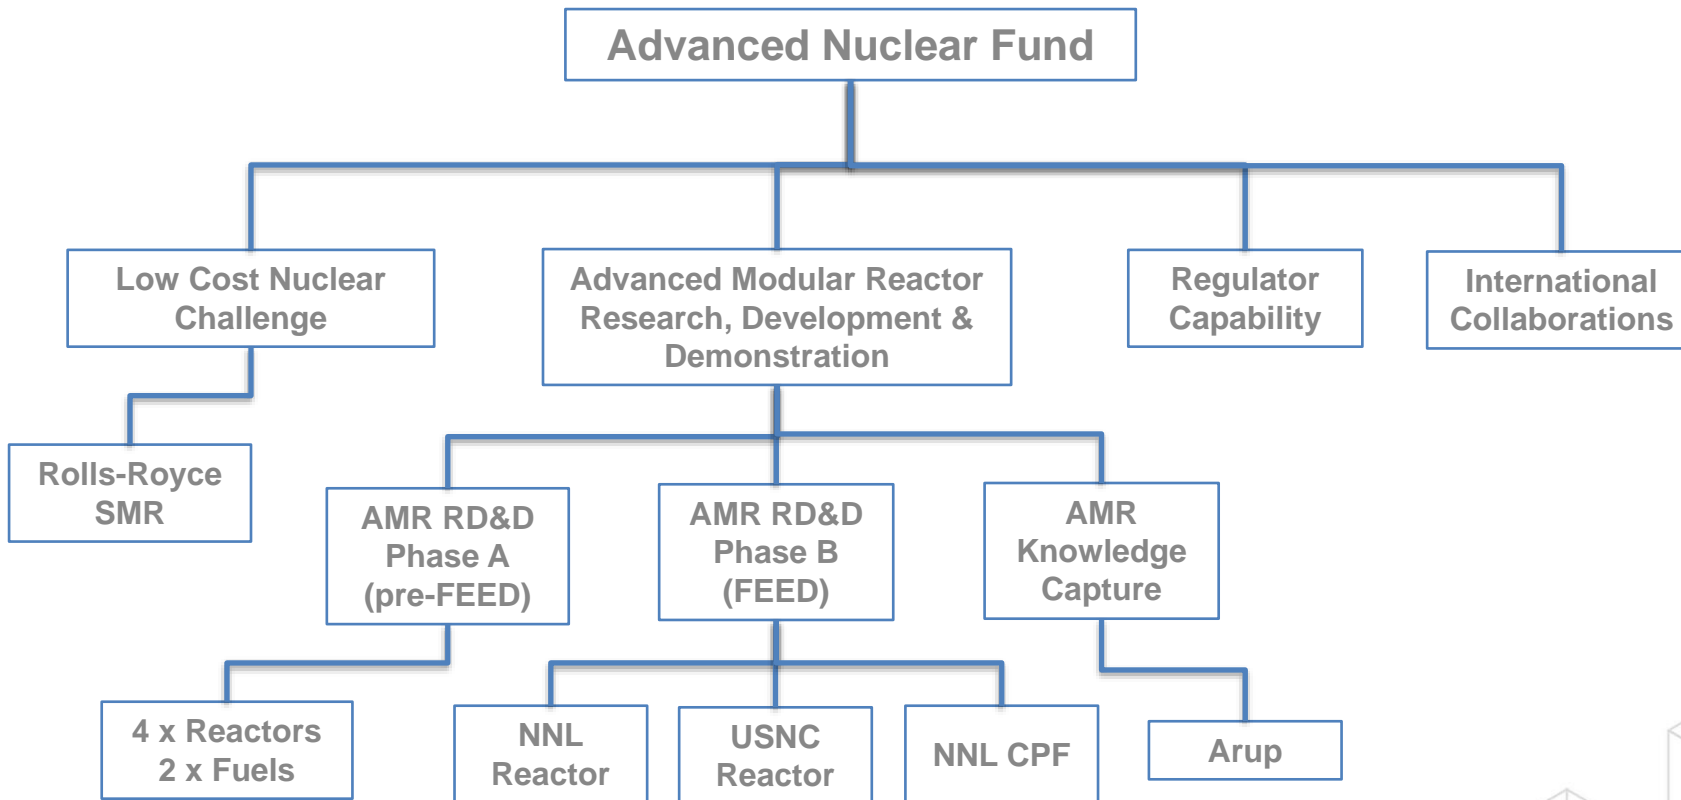 Advanced Nuclear Fund
Low Cost Nuclear
Challenge
Advanced Modular Reactor
Research, Development &
Demonstration
Regulator
Capability
International
Collaborations
Rolls-Royce
SMR
AMR RD&D
Phase A
(pre-FEED)
AMR RD&D
Phase B
(FEED)
AMR
Knowledge
Capture
4 x Reactors
2 x Fuels
NNL
Reactor
USNC
Reactor
NNL CPF
Arup